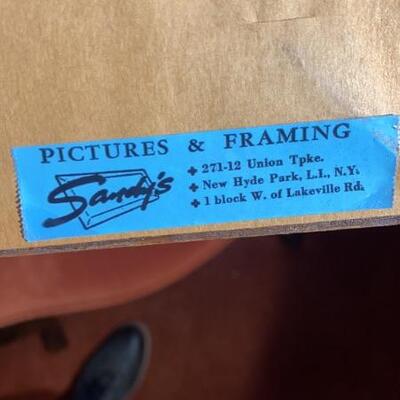 PICTURES & FRAMING
Sandy's
271-12 Union Tpke.
New Hyde Park, L.I., N.Y.
1 block W. of Lakeville Rd.